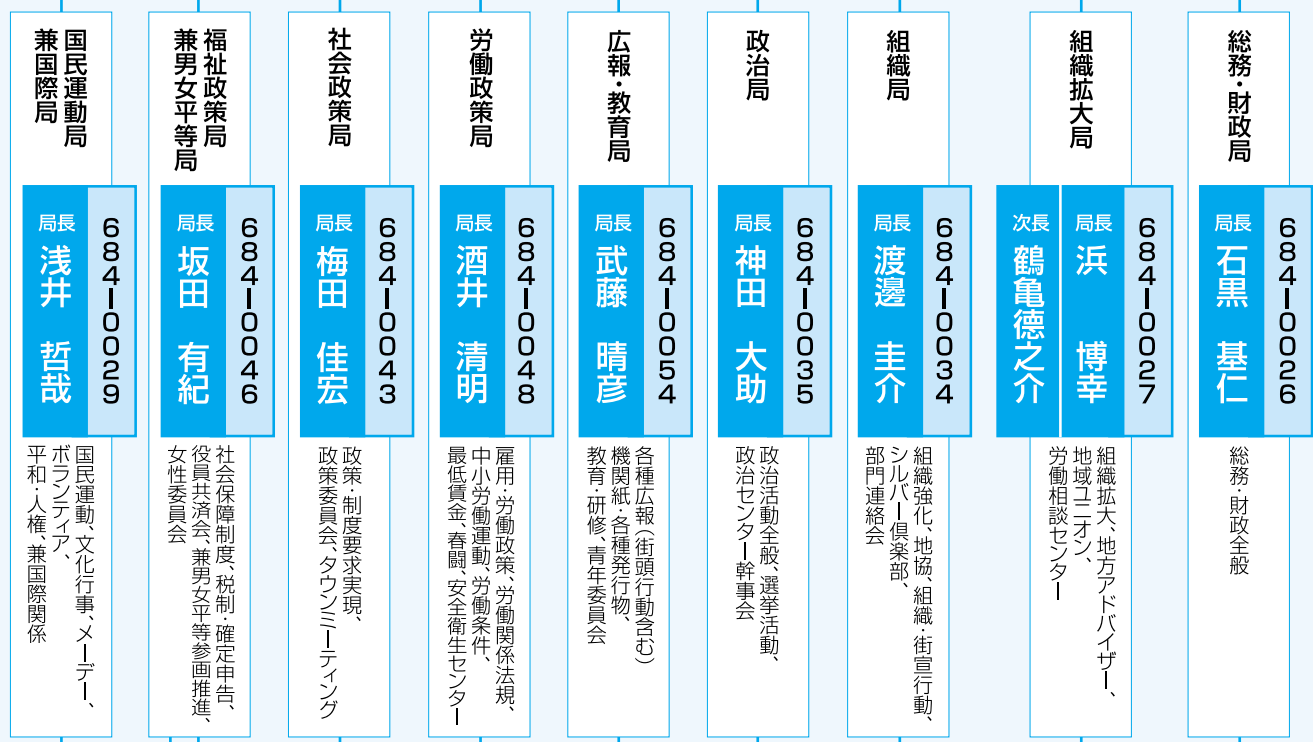 総務・財政局
684-0026
局長 石黒 基仁
総務・財政全般
組織拡大局
684-0027
局長 浜 博幸
次長 鶴亀徳之介
組織拡大、地方アドバイザー、
地域ユニオン、
労働相談センター
組織局
684-0034
局長 渡邊 圭介
組織強化、地協、組織・街宣行動、
シルバー倶楽部、
部門連絡会
政治局
684-0035
局長 神田 大助
政治活動全般、選挙活動、
政治センター幹事会
広報・教育局
684-0054
局長 武藤 晴彦
各種広報（街頭行動含む）
機関紙・各種発行物、
教育・研修、青年委員会
労働政策局
684-0048
局長 酒井 清明
雇用・労働政策、労働関係法規、
中小労働運動、労働条件、
最低賃金、春闘、安全衛生センター
社会政策局
684-0043
局長 梅田 佳宏
政策・制度要求実現、
政策委員会、タウンミーティング
福祉政策局
兼男女平等局
684-0046
局長 坂田 有紀
社会保障制度、税制・確定申告、
役員共済会、兼男女平等参画推進、
女性委員会
国民運動局
兼国際局
684-0029
局長 浅井 哲哉
国民運動、文化行事、メーデー、
ボランティア、
平和・人権、兼国際関係